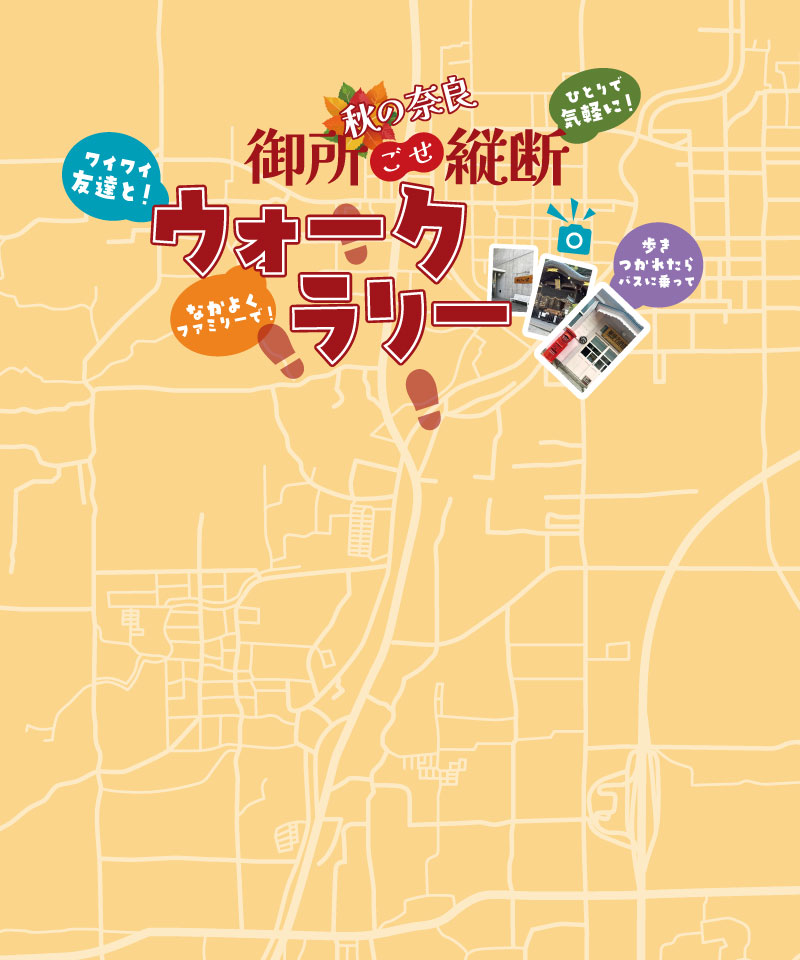 秋の奈良
御所ごせ縦断
ウォーク
ラリー
ひとりで
気軽に!
ワイワイ
友達と!
歩き
つかれたら
バスに乗って
なかよく
ファミリーで!